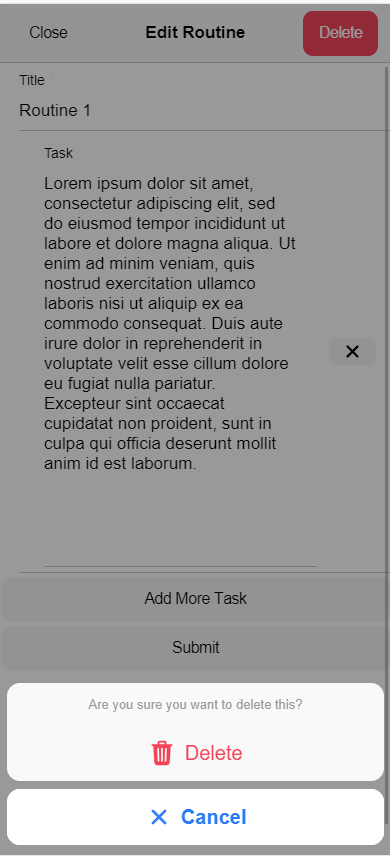 Close Edit Routine Delete
Title
Routine 1
Task
Lorem ipsum dolor sit amet,
consectetur adipiscing elit, sed
do eiusmod tempor incididunt ut
labore et dolore magna aliqua. Ut
enim ad minim veniam, quis
nostrud exercitation ullamco
laboris nisi ut aliquip ex ea
commodo consequat. Duis aute
irure dolor in reprehenderit in
voluptate velit esse cillum dolore
eu fugiat nulla pariatur.
Excepteur sint occaecat
cupidatat non proident, sunt in
culpa qui officia deserunt mollit
anim id est laborum.
Add More Task
Submit
Are you sure you want to delete this?
Delete
Cancel